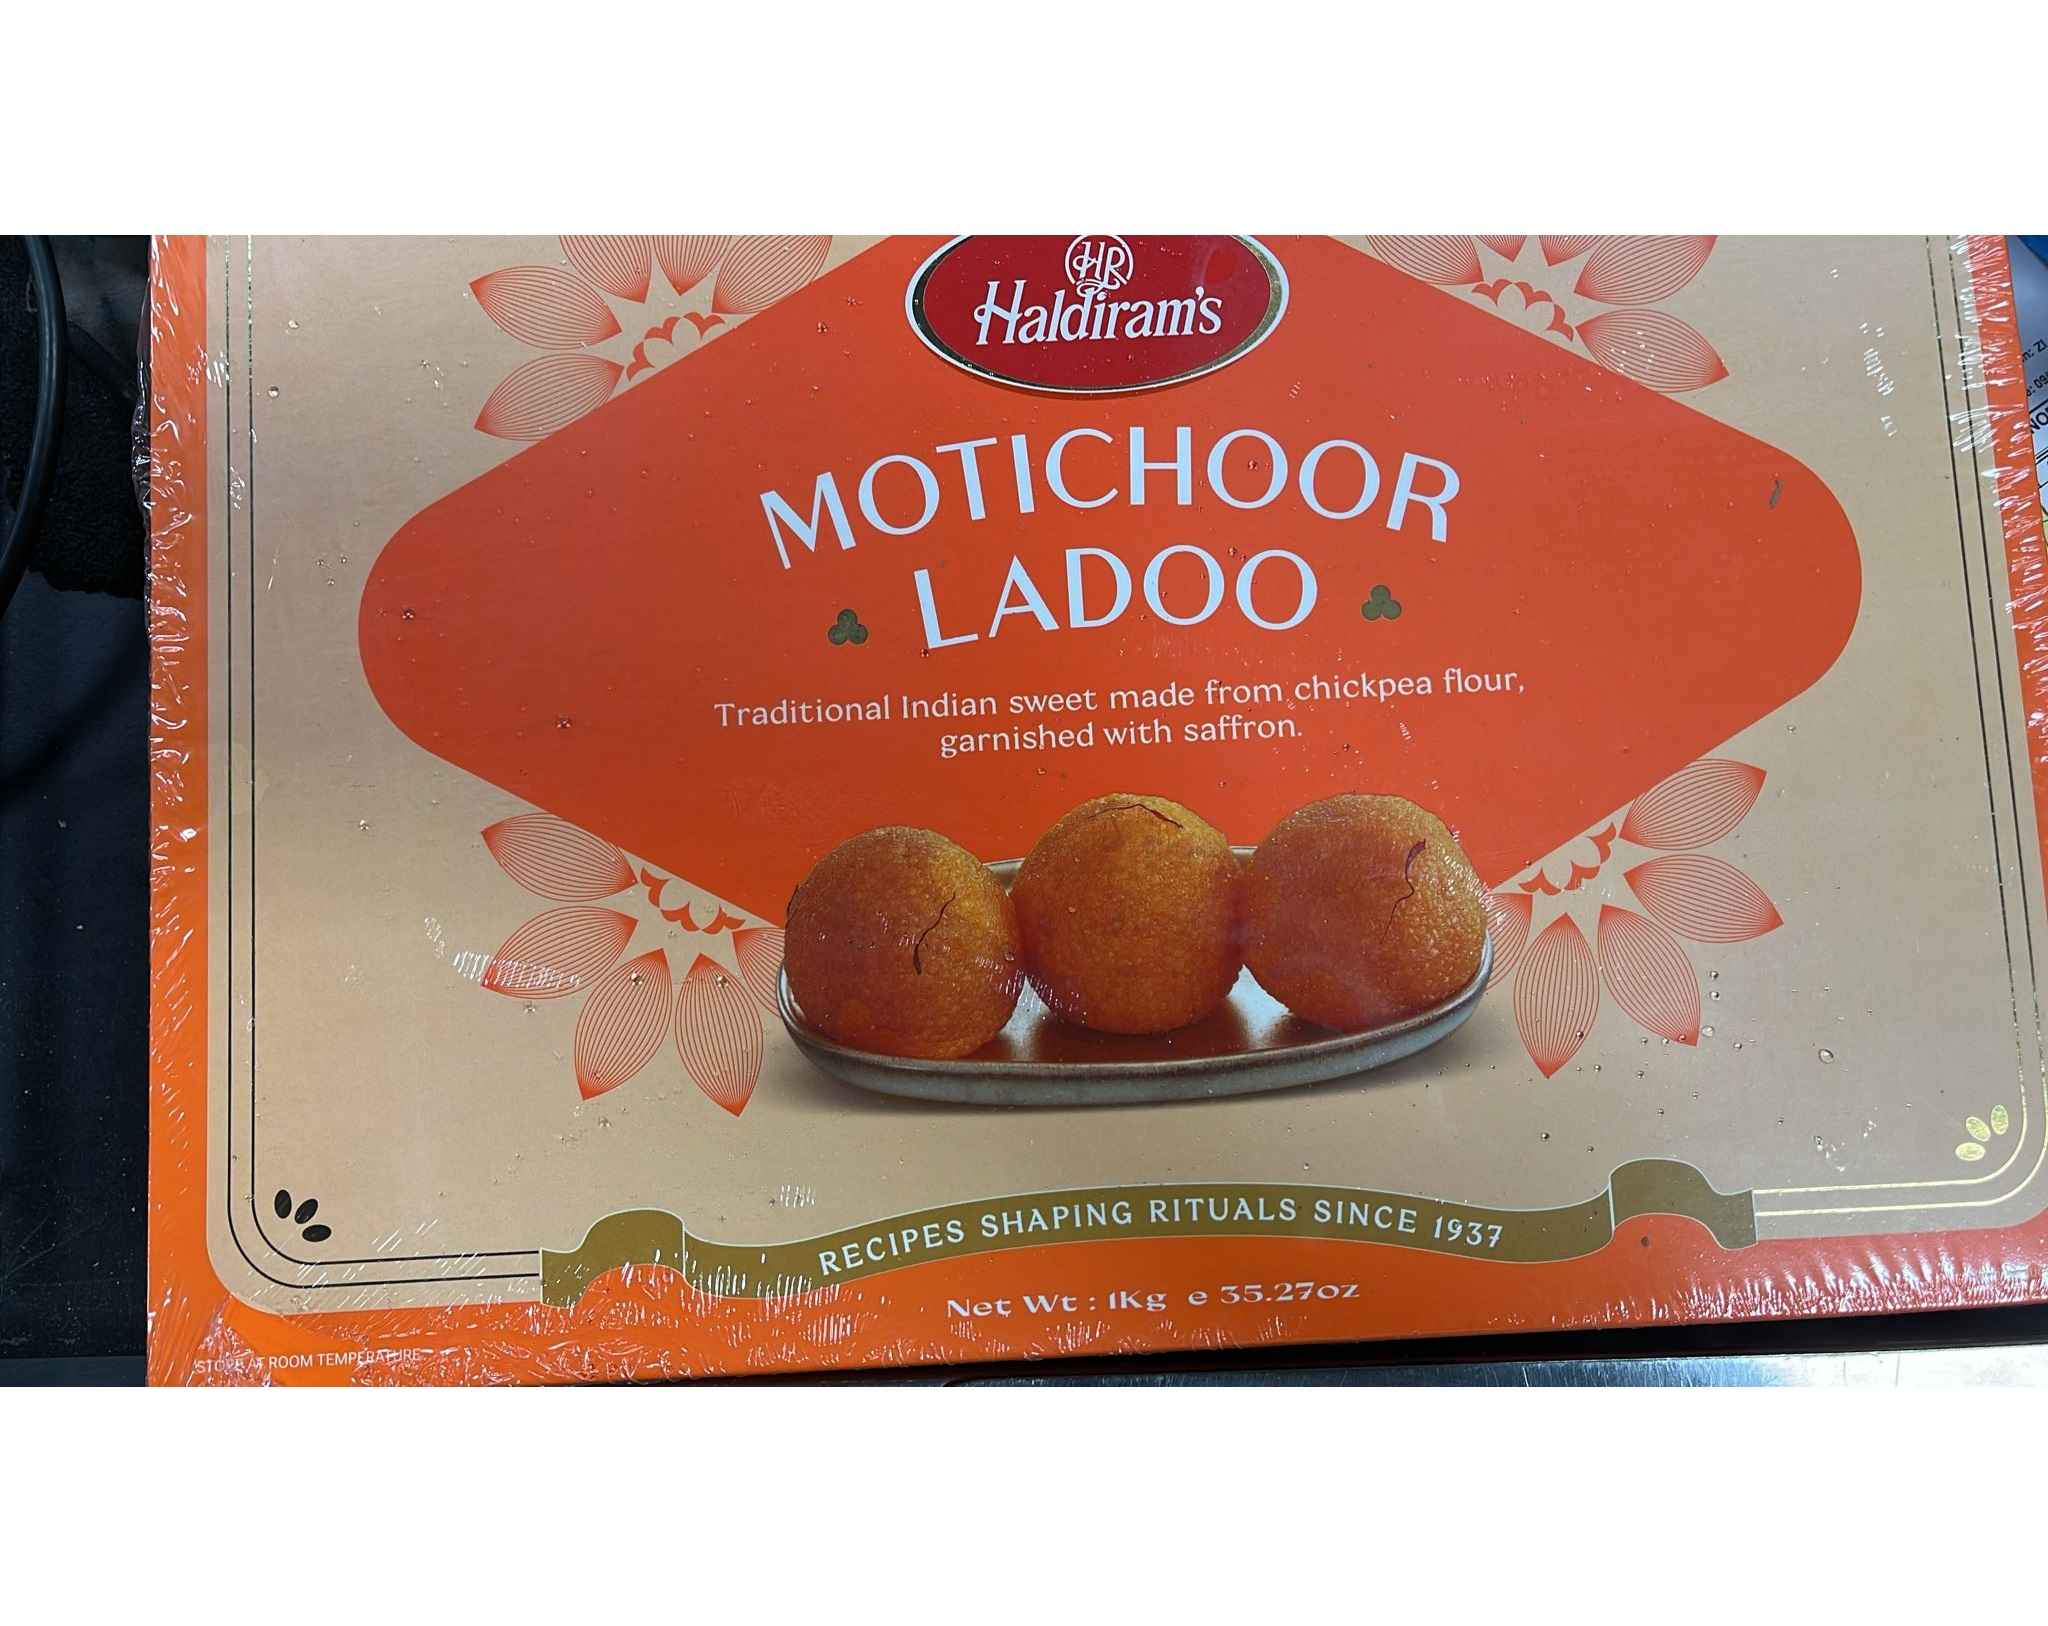 HR
Haldiram's
MOTICHOOR
LADOO
Traditional Indian sweet made from chickpea flour,
garnished with saffron.
RECIPES SHAPING RITUALS SINCE 1937
Net Wt : 1Kg e 35.27oz
STORE AT ROOM TEMPERATURE